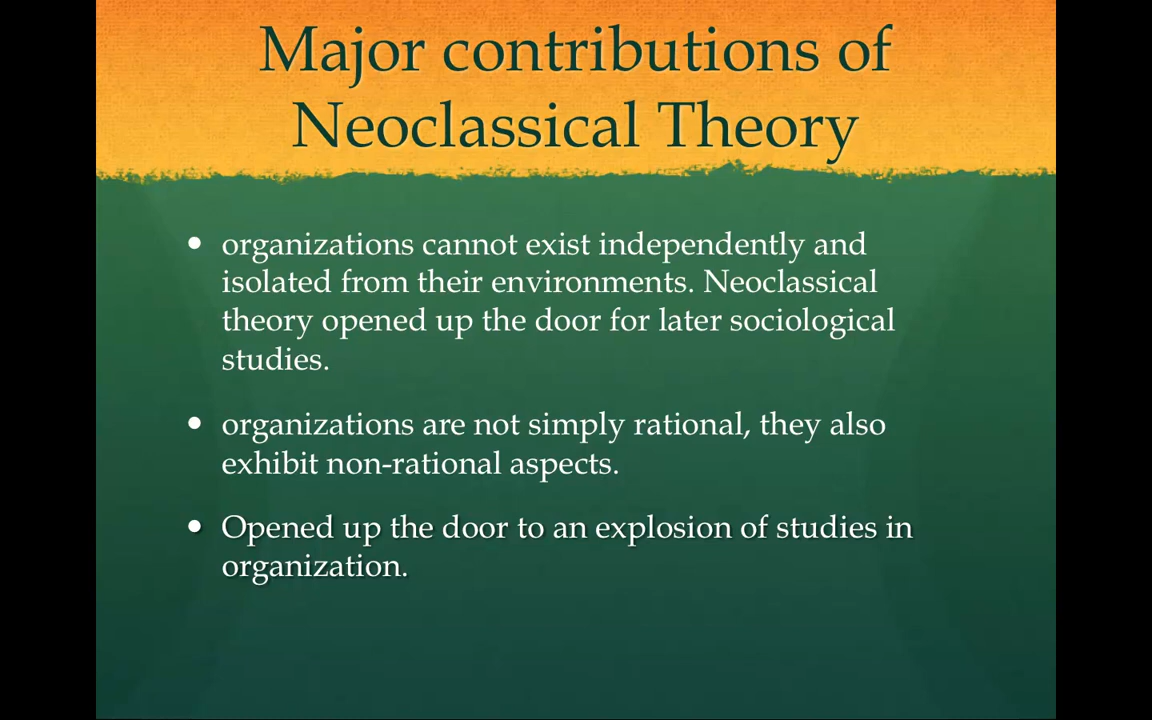 Major contributions of
Neoclassical Theory
• organizations cannot exist independently and
isolated from their environments. Neoclassical
theory opened up the door for later sociological
studies.
• organizations are not simply rational, they also
exhibit non-rational aspects.
• Opened up the door to an explosion of studies in
organization.